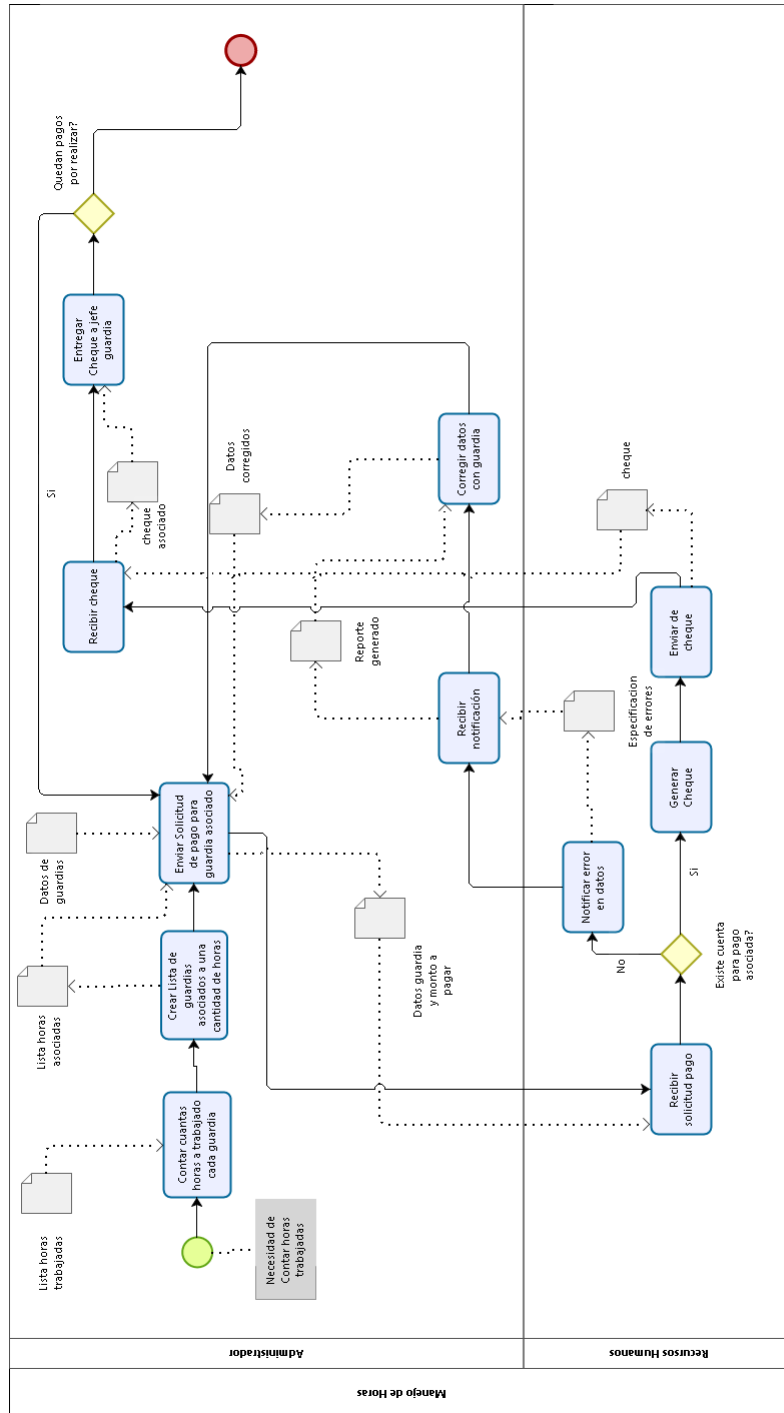 Manejo de Horas
Administrador
Recursos Humanos
Lista horas
trabajadas
Necesidad de
Contar horas
trabajadas
Contar cuantas
horas a trabajado
cada guardia
Lista horas
asociadas
Crear Lista de
guardias
asociados a una
cantidad de horas
Datos de
guardias
Enviar Solicitud
de pago para
guardia asociado
Datos guardia
y monto a
pagar
Si
Recibir cheque
cheque
asociado
Entregar
Cheque a jefe
guardia
Quedan pagos
por realizar?
Datos
corregidos
Reporte
generado
Recibir
notificación
Corregir datos
con guardia
Recibir
solicitud pago
Existe cuenta
para pago
asociada?
No
Si
Notificar error
en datos
Especificacion
de errores
Generar
Cheque
Enviar de
cheque
cheque